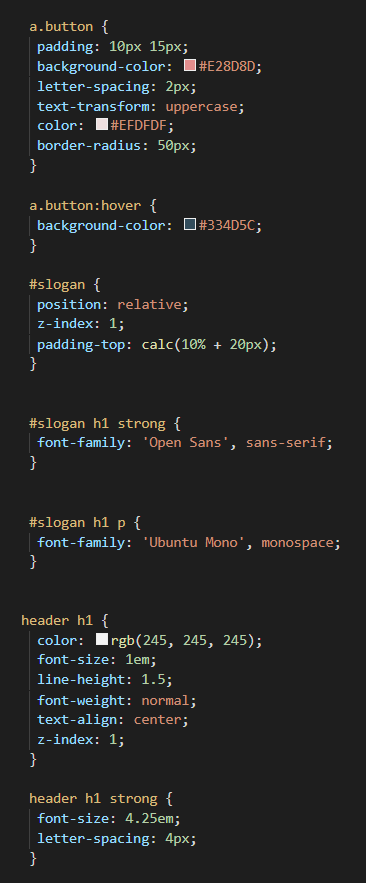 a.button {
padding: 10px 15px;
background-color: #E28D8D;
letter-spacing: 2px;
text-transform: uppercase;
color: #EFDFDF;
border-radius: 50px;
}
a.button:hover {
background-color: #334D5C;
}
#slogan {
position: relative;
z-index: 1;
padding-top: calc(10% + 20px);
}
#slogan h1 strong {
font-family: 'Open Sans', sans-serif;
}
#slogan h1 p {
font-family: 'Ubuntu Mono', monospace;
}
header h1 {
color: rgb(245, 245, 245);
font-size: 1em;
line-height: 1.5;
font-weight: normal;
text-align: center;
z-index: 1;
}
header h1 strong {
font-size: 4.25em;
letter-spacing: 4px;
}